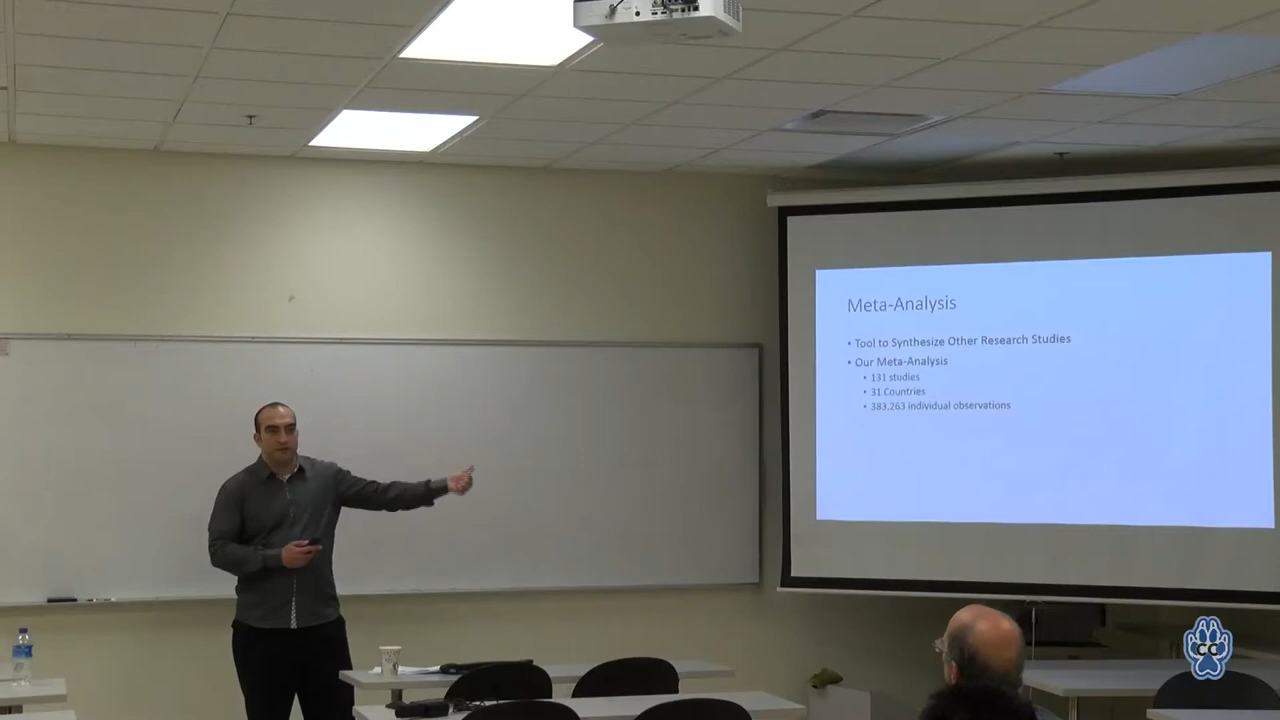 Meta-Analysis
• Tool to Synthesize Other Research Studies
• Our Meta-Analysis
• 131 studies
• 31 Countries
• 383,263 individual observations
CC